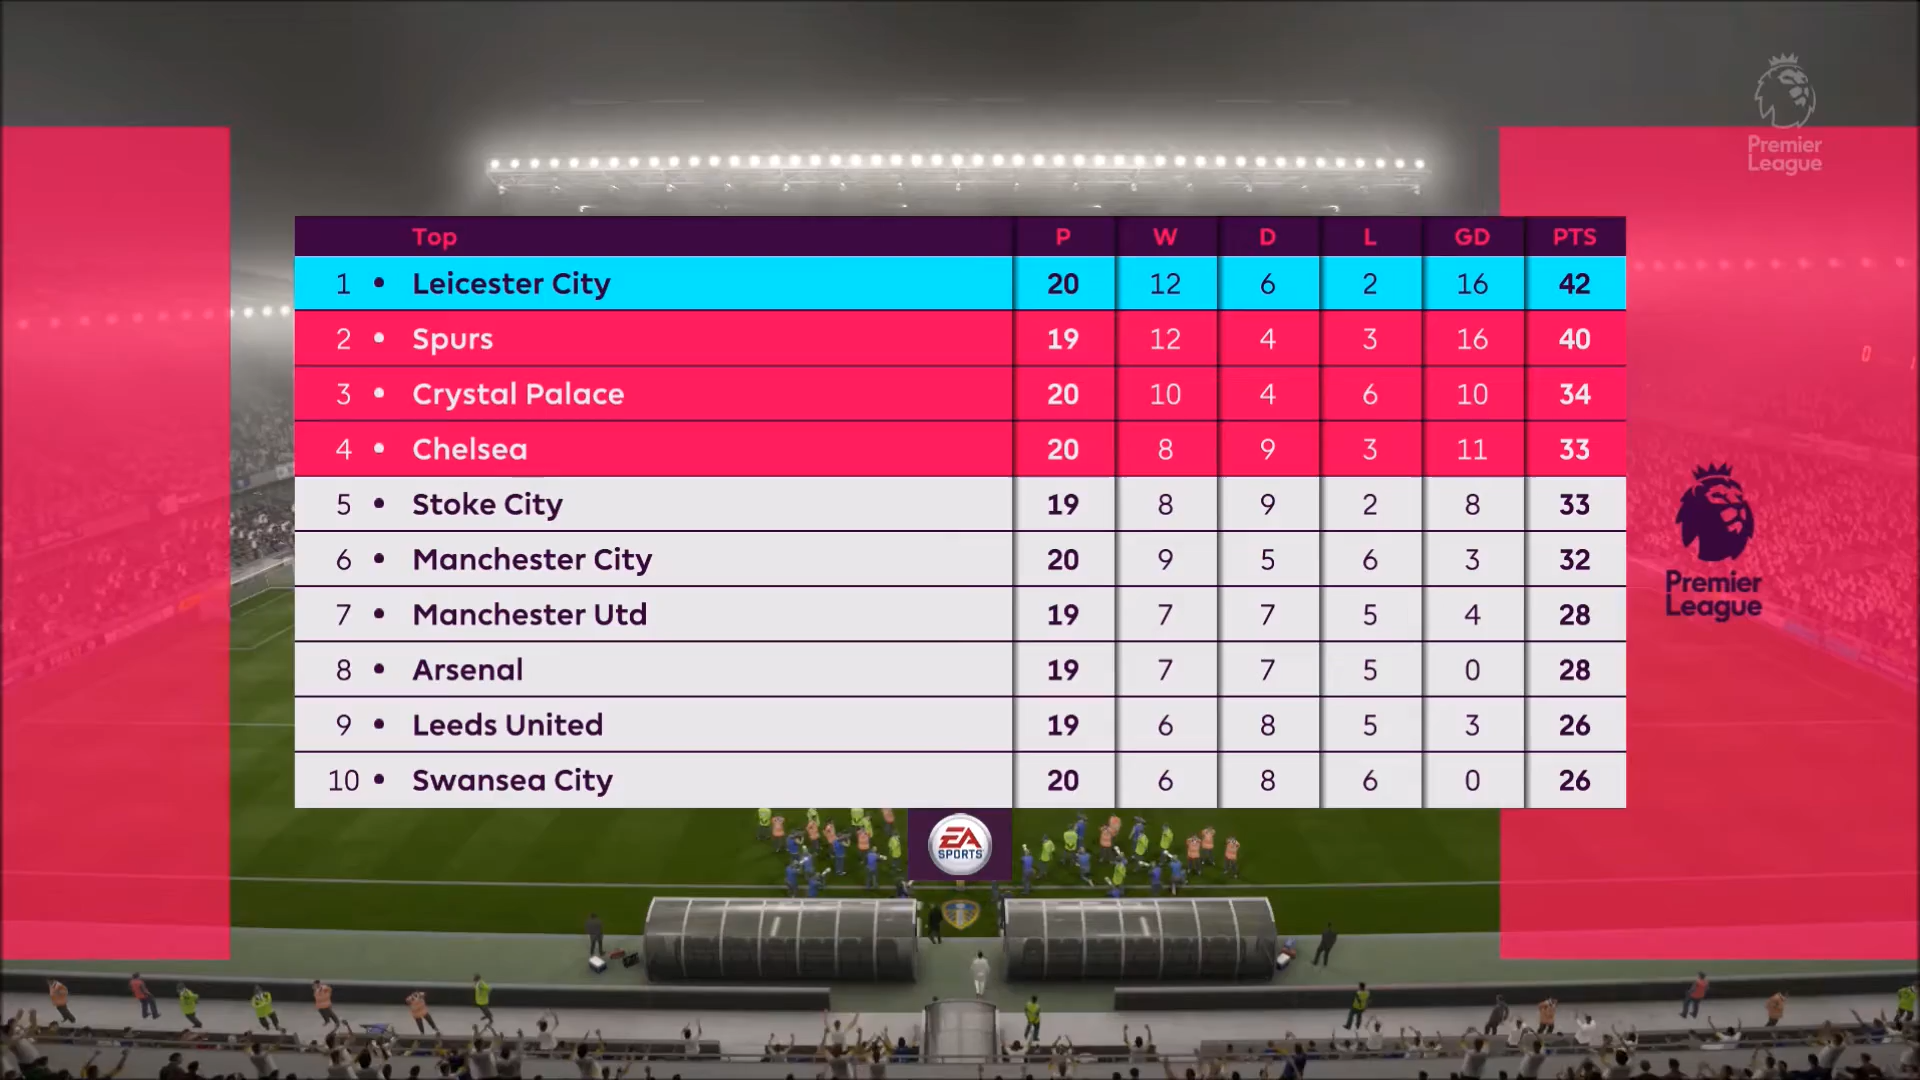 Premier
League
Top P W D L GD PTS
1 • Leicester City 20 12 6 2 16 42
2 • Spurs 19 12 4 3 16 40
3 • Crystal Palace 20 10 4 6 10 34
4 • Chelsea 20 8 9 3 11 33
5 • Stoke City 19 8 9 2 8 33
6 • Manchester City 20 9 5 6 3 32
7 • Manchester Utd 19 7 7 5 4 28
8 • Arsenal 19 7 7 5 0 28
9 • Leeds United 19 6 8 5 3 26
10 • Swansea City 20 6 8 6 0 26
Premier
League
EA
SPORTS